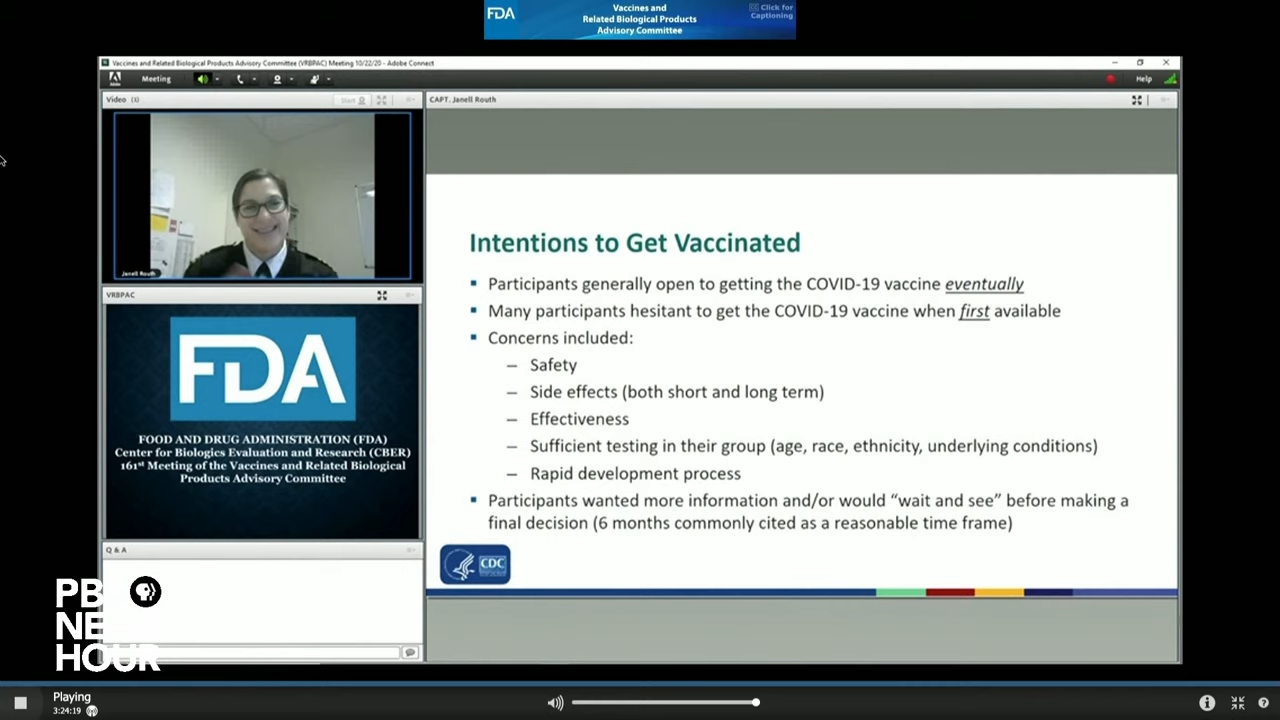 FDA
Vaccines and
Related Biological Products
Advisory Committee
Click for
Captioning
Vaccines and Related Biological Products Advisory Committee (VRBPAC) Meeting 10/22/20 - Adobe Connect
Meeting
Help
Video (1)
Start
CAPT. Janell Routh
Janell Routh
VRBPAC
FDA
FOOD AND DRUG ADMINISTRATION (FDA)
Center for Biologics Evaluation and Research (CBER)
161st Meeting of the Vaccines and Related Biological
Products Advisory Committee
Q & A
Intentions to Get Vaccinated
▪ Participants generally open to getting the COVID-19 vaccine eventually
▪ Many participants hesitant to get the COVID-19 vaccine when first available
▪ Concerns included:
– Safety
– Side effects (both short and long term)
– Effectiveness
– Sufficient testing in their group (age, race, ethnicity, underlying conditions)
– Rapid development process
▪ Participants wanted more information and/or would “wait and see” before making a
final decision (6 months commonly cited as a reasonable time frame)
CDC
PBS
NEWS
HOUR
Playing
3:24:19